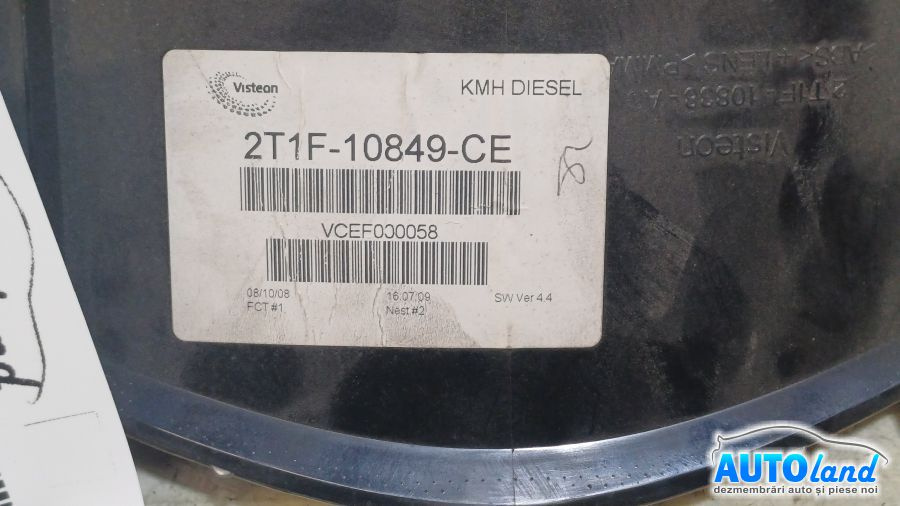 Visteon
KMH DIESEL
2T1F-10849-CE
VCEF000058
08/10/08
FCT #1
16:07:09
Nest #2
SW Ver 4.4
Visteon
AUTOland
dezmembrări auto și piese noi